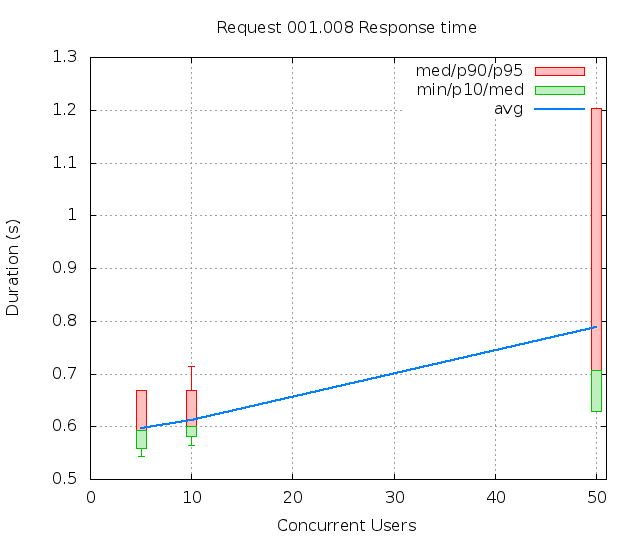 Request 001.008 Response time
1.3
1.2
1.1
1
0.9
0.8
0.7
0.6
0.5
Duration (s)
med/p90/p95
min/p10/med
avg
0 10 20 30 40 50
Concurrent Users